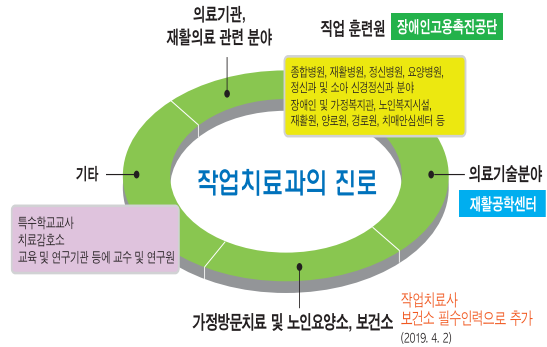 의료기관,
재활의료 관련 분야
직업 훈련원
장애인고용촉진공단
종합병원, 재활병원, 정신병원, 요양병원,
정신과 및 소아 신경정신과 분야
장애인 및 가정복지관, 노인복지시설,
재활원, 양로원, 경로원, 치매안심센터 등
기타
작업치료과의 진로
의료기술분야
재활공학센터
특수학교교사
치료감호소
교육 및 연구기관 등에 교수 및 연구원
가정방문치료 및 노인요양소, 보건소
작업치료사
보건소 필수인력으로 추가
(2019. 4. 2)